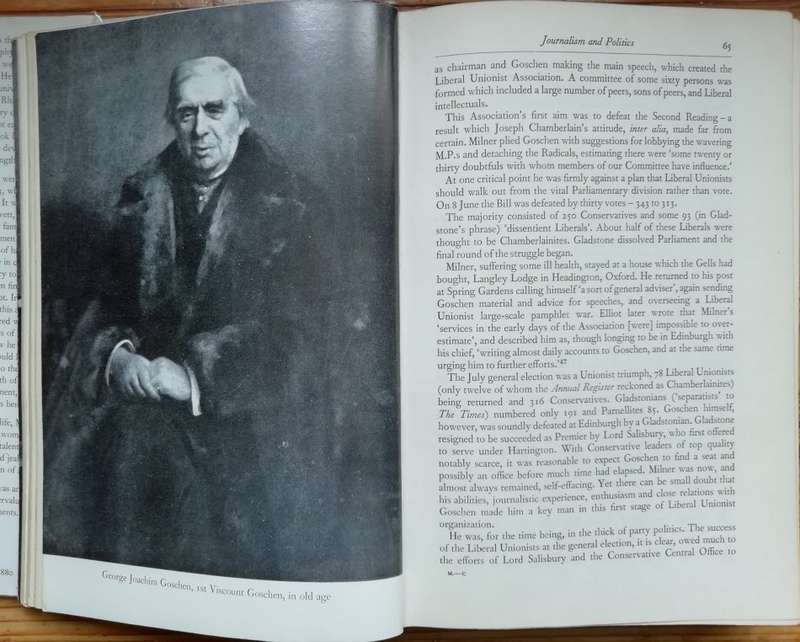 George Joachim Goschen, 1st Viscount Goschen, in old age
Journalism and Politics 65
as chairman and Goschen making the main speech, which created the
Liberal Unionist Association. A committee of some sixty persons was
formed which included a large number of peers, sons of peers, and Liberal
intellectuals.
This Association's first aim was to defeat the Second Reading – a
result which Joseph Chamberlain's attitude, inter alia, made far from
certain. Milner plied Goschen with suggestions for lobbying the wavering
M.P.s and detaching the Radicals, estimating there were 'some twenty or
thirty doubtfuls with whom members of our Committee have influence.'
At one critical point he was firmly against a plan that Liberal Unionists
should walk out from the vital Parliamentary division rather than vote.
On 8 June the Bill was defeated by thirty votes – 343 to 313.
The majority consisted of 250 Conservatives and some 93 (in Glad-
stone's phrase) 'dissentient Liberals'. About half of these Liberals were
thought to be Chamberlainites. Gladstone dissolved Parliament and the
final round of the struggle began.
Milner, suffering some ill health, stayed at a house which the Gells had
bought, Langley Lodge in Headington, Oxford. He returned to his post
at Spring Gardens calling himself 'a sort of general adviser', again sending
Goschen material and advice for speeches, and overseeing a Liberal
Unionist large-scale pamphlet war. Elliot later wrote that Milner's
'services in the early days of the Association [were] impossible to over-
estimate', and described him as, though longing to be in Edinburgh with
his chief, 'writing almost daily accounts to Goschen, and at the same time
urging him to further efforts.'47
The July general election was a Unionist triumph, 78 Liberal Unionists
(only twelve of whom the Annual Register reckoned as Chamberlainites)
being returned and 316 Conservatives. Gladstonians ('separatists' to
The Times) numbered only 191 and Parnellites 85. Goschen himself,
however, was soundly defeated at Edinburgh by a Gladstonian. Gladstone
resigned to be succeeded as Premier by Lord Salisbury, who first offered
to serve under Hartington. With Conservative leaders of top quality
notably scarce, it was reasonable to expect Goschen to find a seat and
possibly an office before much time had elapsed. Milner was now, and
almost always remained, self-effacing. Yet there can be small doubt that
his abilities, journalistic experience, enthusiasm and close relations with
Goschen made him a key man in this first stage of Liberal Unionist
organization.
He was, for the time being, in the thick of party politics. The success
of the Liberal Unionists at the general election, it is clear, owed much to
the efforts of Lord Salisbury and the Conservative Central Office to
M.—C